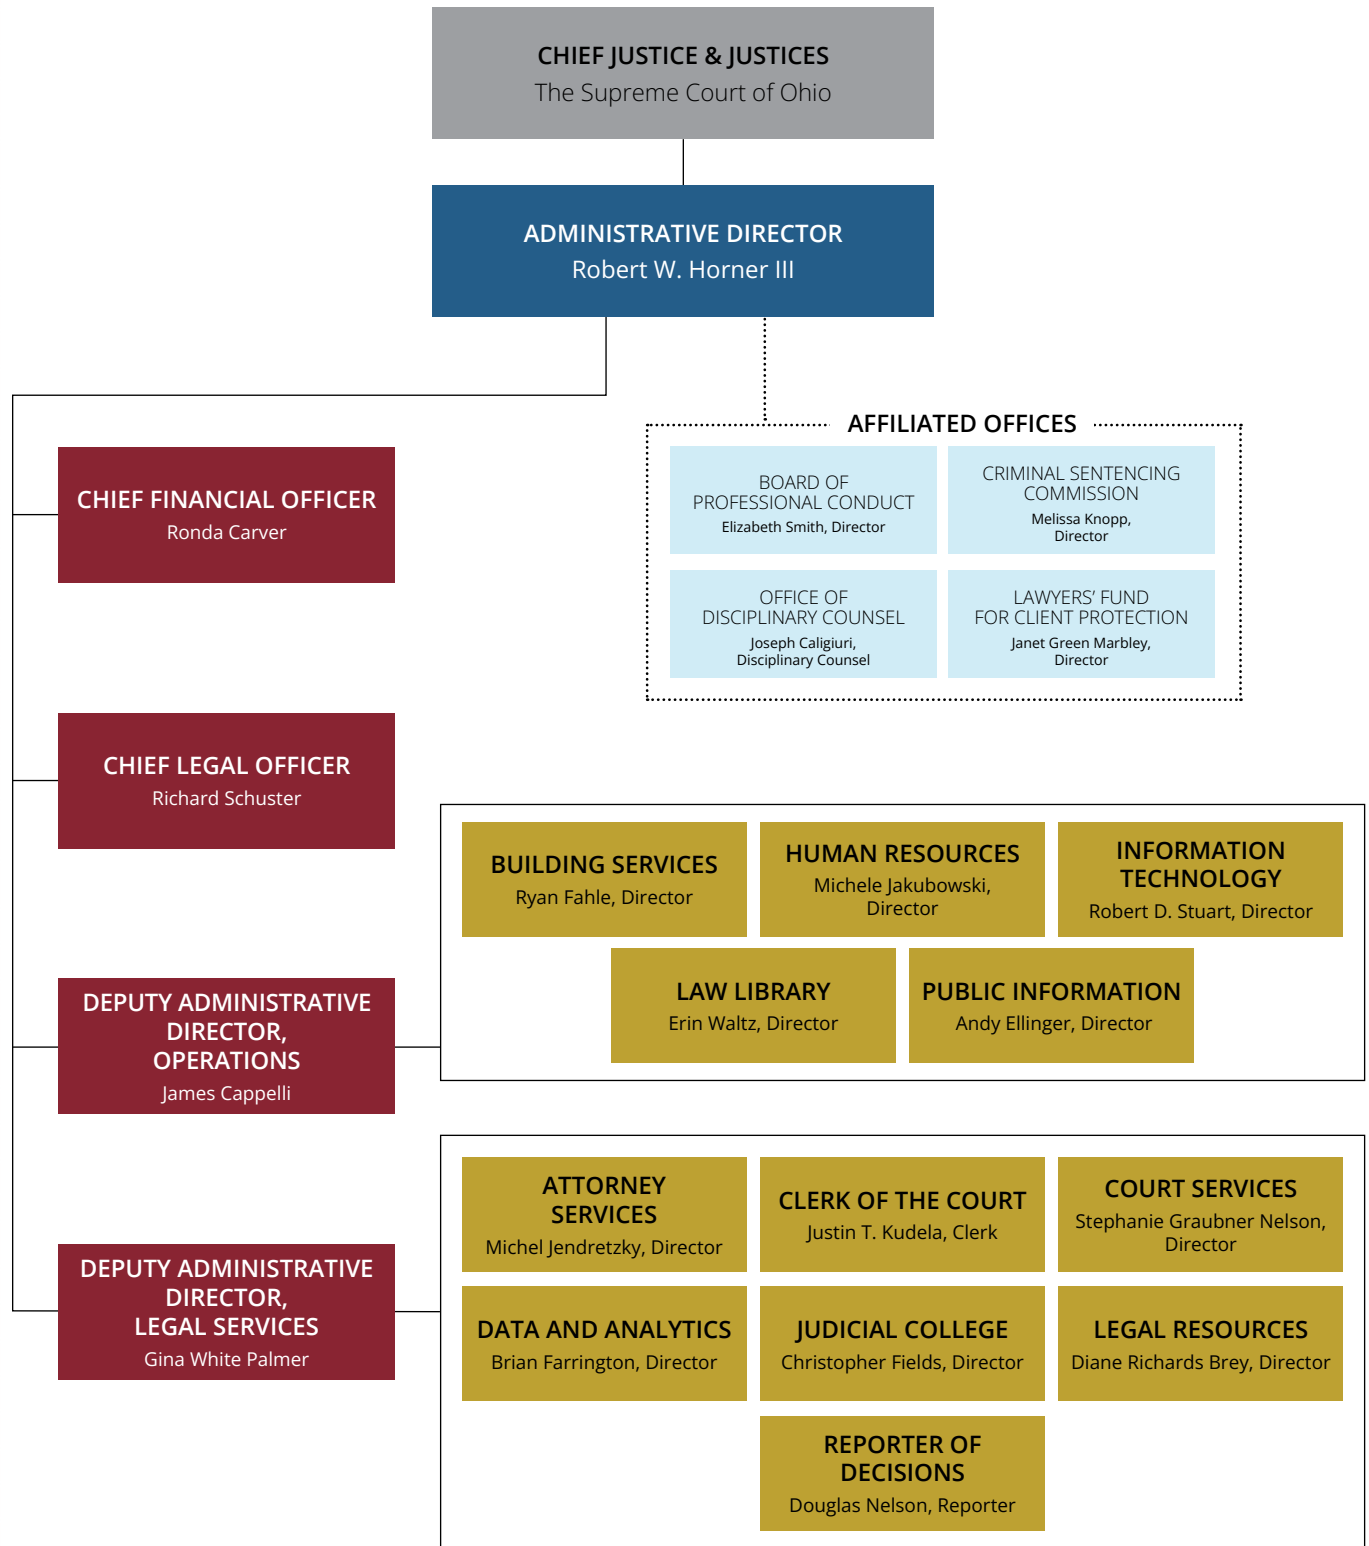 CHIEF JUSTICE & JUSTICES
The Supreme Court of Ohio
ADMINISTRATIVE DIRECTOR
Robert W. Horner III
AFFILIATED OFFICES
BOARD OF
PROFESSIONAL CONDUCT
Elizabeth Smith, Director
CRIMINAL SENTENCING
COMMISSION
Melissa Knopp,
Director
OFFICE OF
DISCIPLINARY COUNSEL
Joseph Caligiuri,
Disciplinary Counsel
LAWYERS’ FUND
FOR CLIENT PROTECTION
Janet Green Marbley,
Director
CHIEF FINANCIAL OFFICER
Ronda Carver
CHIEF LEGAL OFFICER
Richard Schuster
DEPUTY ADMINISTRATIVE
DIRECTOR,
OPERATIONS
James Cappelli
BUILDING SERVICES
Ryan Fahle, Director
HUMAN RESOURCES
Michele Jakubowski,
Director
INFORMATION
TECHNOLOGY
Robert D. Stuart, Director
LAW LIBRARY
Erin Waltz, Director
PUBLIC INFORMATION
Andy Ellinger, Director
DEPUTY ADMINISTRATIVE
DIRECTOR,
LEGAL SERVICES
Gina White Palmer
ATTORNEY
SERVICES
Michel Jendretzky, Director
CLERK OF THE COURT
Justin T. Kudela, Clerk
COURT SERVICES
Stephanie Graubner Nelson,
Director
DATA AND ANALYTICS
Brian Farrington, Director
JUDICIAL COLLEGE
Christopher Fields, Director
LEGAL RESOURCES
Diane Richards Brey, Director
REPORTER OF
DECISIONS
Douglas Nelson, Reporter